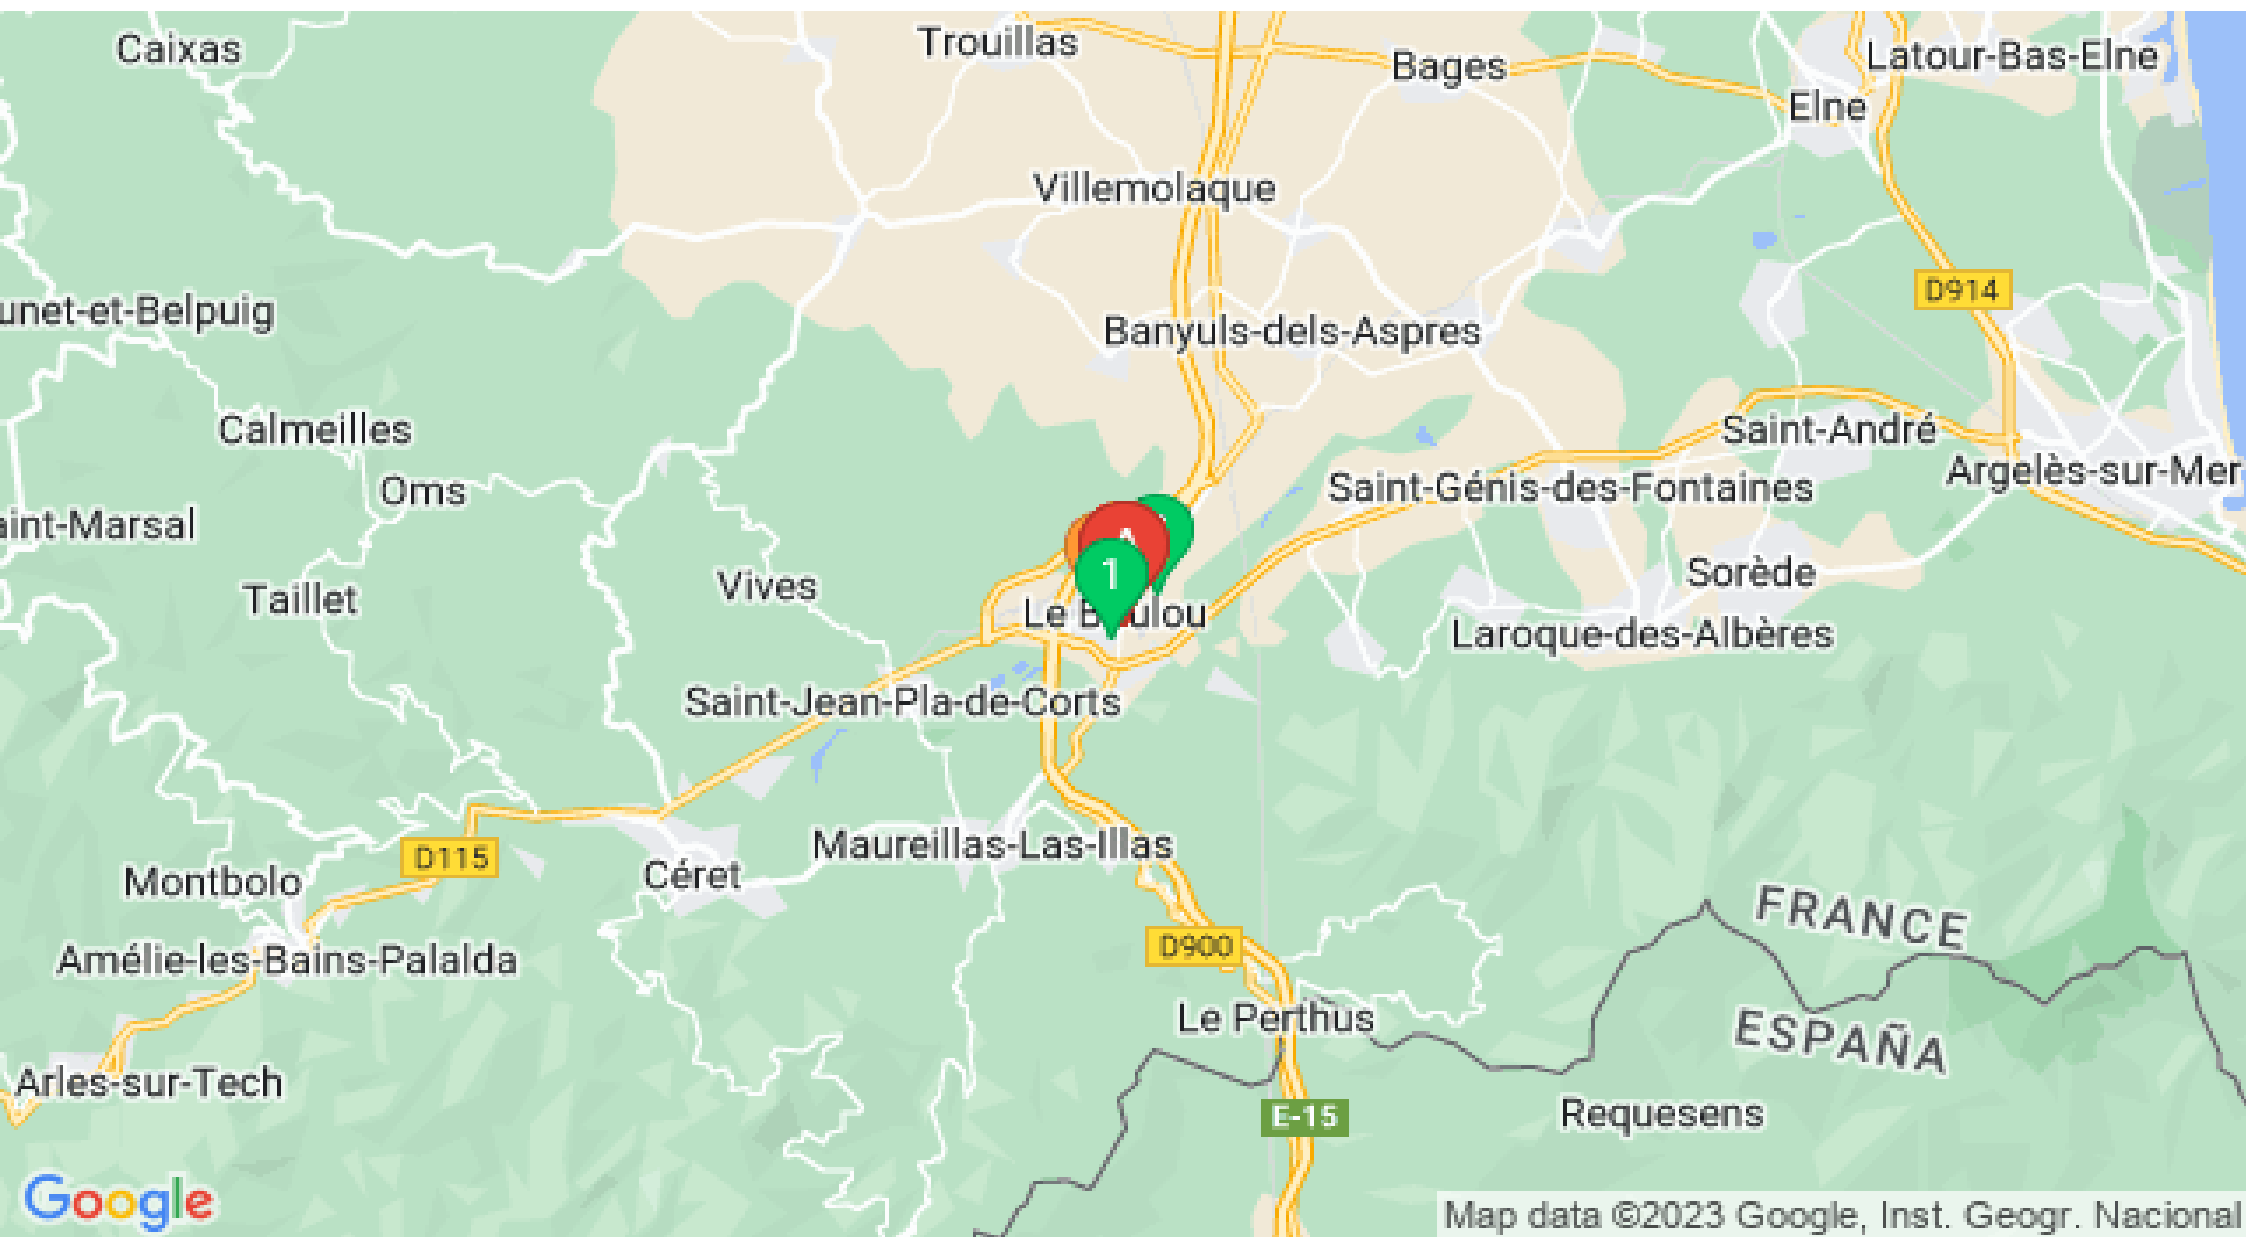 Caixas
Trouillas
Bages
Latour-Bas-Elne
Elne
Villemolaque
D914
unet-et-Belpuig
Banyuls-dels-Aspres
Calmeilles
Saint-André
Oms
Saint-Génis-des-Fontaines
Argelès-sur-Mer
aint-Marsal
1
Vives
Sorède
Taillet
Le Boulou
Laroque-des-Albères
Saint-Jean-Pla-de-Corts
Maureillas-Las-Illas
D115
Céret
Montbolo
FRANCE
D900
Amélie-les-Bains-Palalda
Le Perthus
ESPAÑA
Arles-sur-Tech
E-15
Requesens
Google
Map data ©2023 Google, Inst. Geogr. Nacional